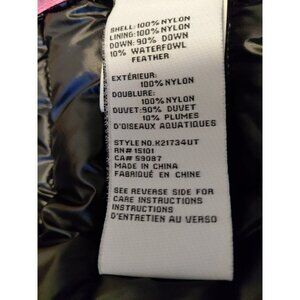 SHELL: 100% NYLON
LINING: 100% NYLON
DOWN: 90% DOWN
10% WATERFOWL
FEATHER
EXTÉRIEUR:
100% NYLON
DOUBLURE:
100% NYLON
DUVET: 90% DUVET
10% PLUMES
D'OISEAUX AQUATIQUES
STYLE NO. K21734UT
RN# 15101
CA# 59087
MADE IN CHINA
FABRIQUÉ EN CHINE
SEE REVERSE SIDE FOR
CARE INSTRUCTIONS
INSTRUCTIONS
D'ENTRETIEN AU VERSO